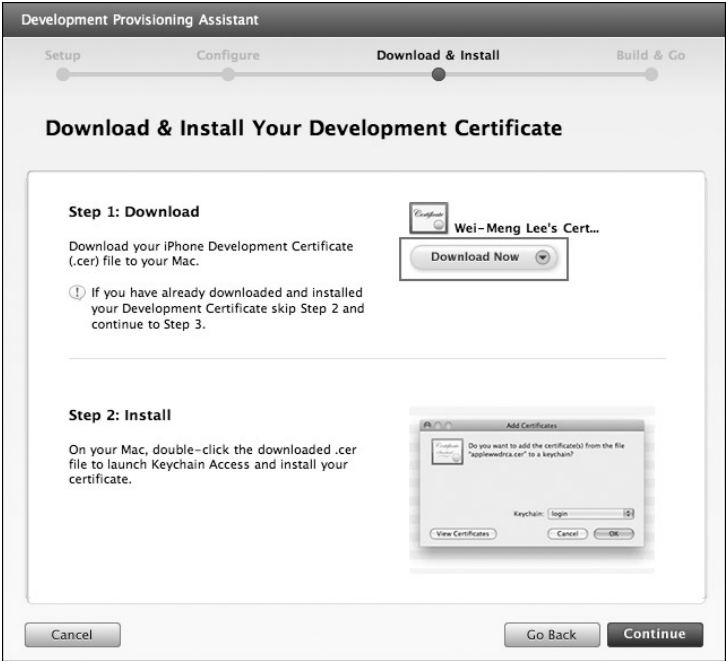 Development Provisioning Assistant
Setup
Configure
Download & Install
Build & Go
Download & Install Your Development Certificate
Step 1: Download
Download your iPhone Development Certificate
(.cer) file to your Mac.
If you have already downloaded and installed
your Development Certificate skip Step 2 and
continue to Step 3.
Certificate
Wei-Meng Lee's Cert...
Download Now
Step 2: Install
On your Mac, double-click the downloaded .cer
file to launch Keychain Access and install your
certificate.
Add Certificates
Certificate
Do you want to add the certificate(s) from the file
"applewwdrca.cer" to a keychain?
Keychain: login
View Certificates
Cancel
OK
Cancel
Go Back
Continue